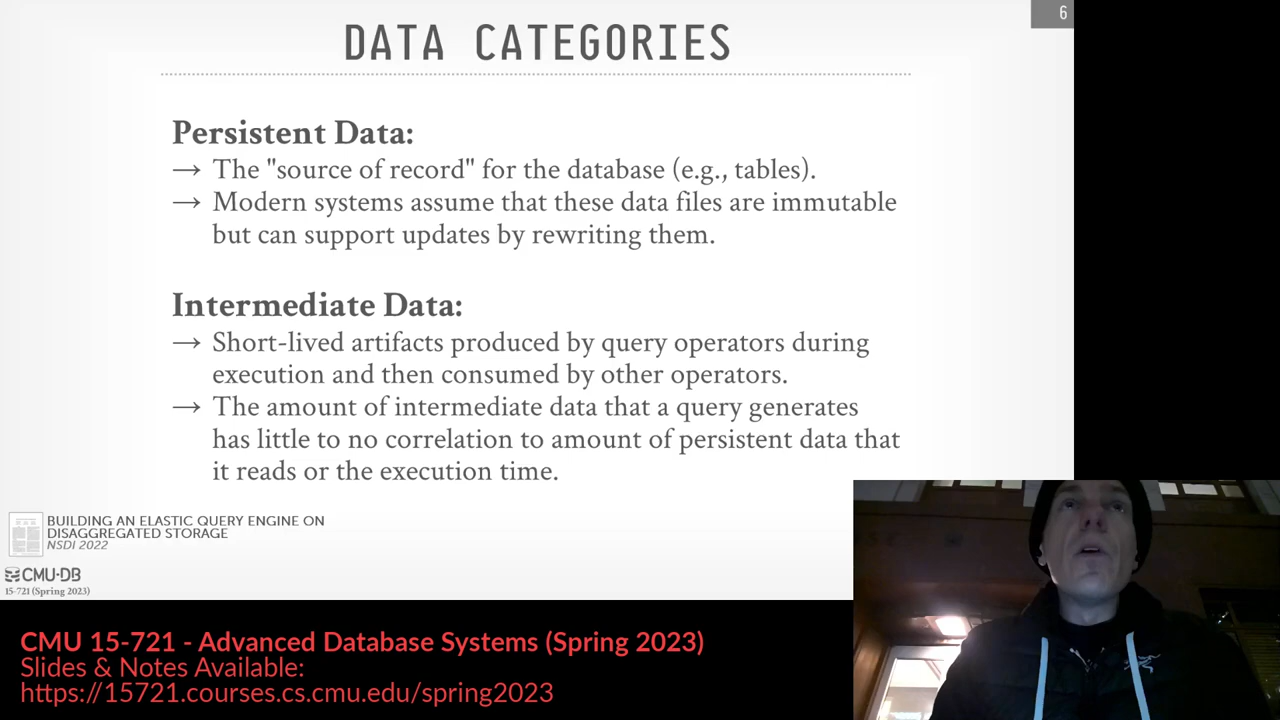 6
DATA CATEGORIES
Persistent Data:
→ The "source of record" for the database (e.g., tables).
→ Modern systems assume that these data files are immutable
but can support updates by rewriting them.
Intermediate Data:
→ Short-lived artifacts produced by query operators during
execution and then consumed by other operators.
→ The amount of intermediate data that a query generates
has little to no correlation to amount of persistent data that
it reads or the execution time.
BUILDING AN ELASTIC QUERY ENGINE ON
DISAGGREGATED STORAGE
NSDI 2022
CMU·DB
15-721 (Spring 2023)
CMU 15-721 - Advanced Database Systems (Spring 2023)
Slides & Notes Available:
https://15721.courses.cs.cmu.edu/spring2023